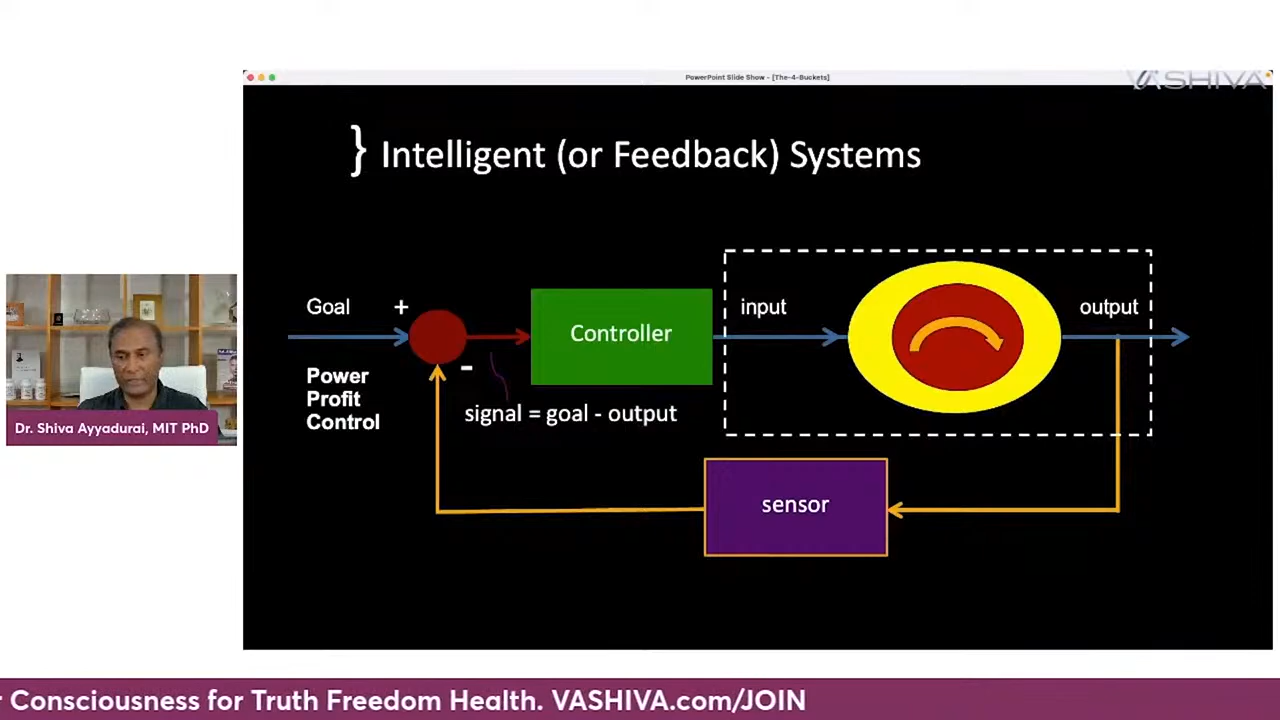 PowerPoint Slide Show - [The-4-Buckets]
VASHIVA
} Intelligent (or Feedback) Systems
Goal
+
Controller
input
output
-
Power
Profit
Control
signal = goal - output
Dr. Shiva Ayyadurai, MIT PhD
sensor
Consciousness for Truth Freedom Health. VASHIVA.com/JOIN